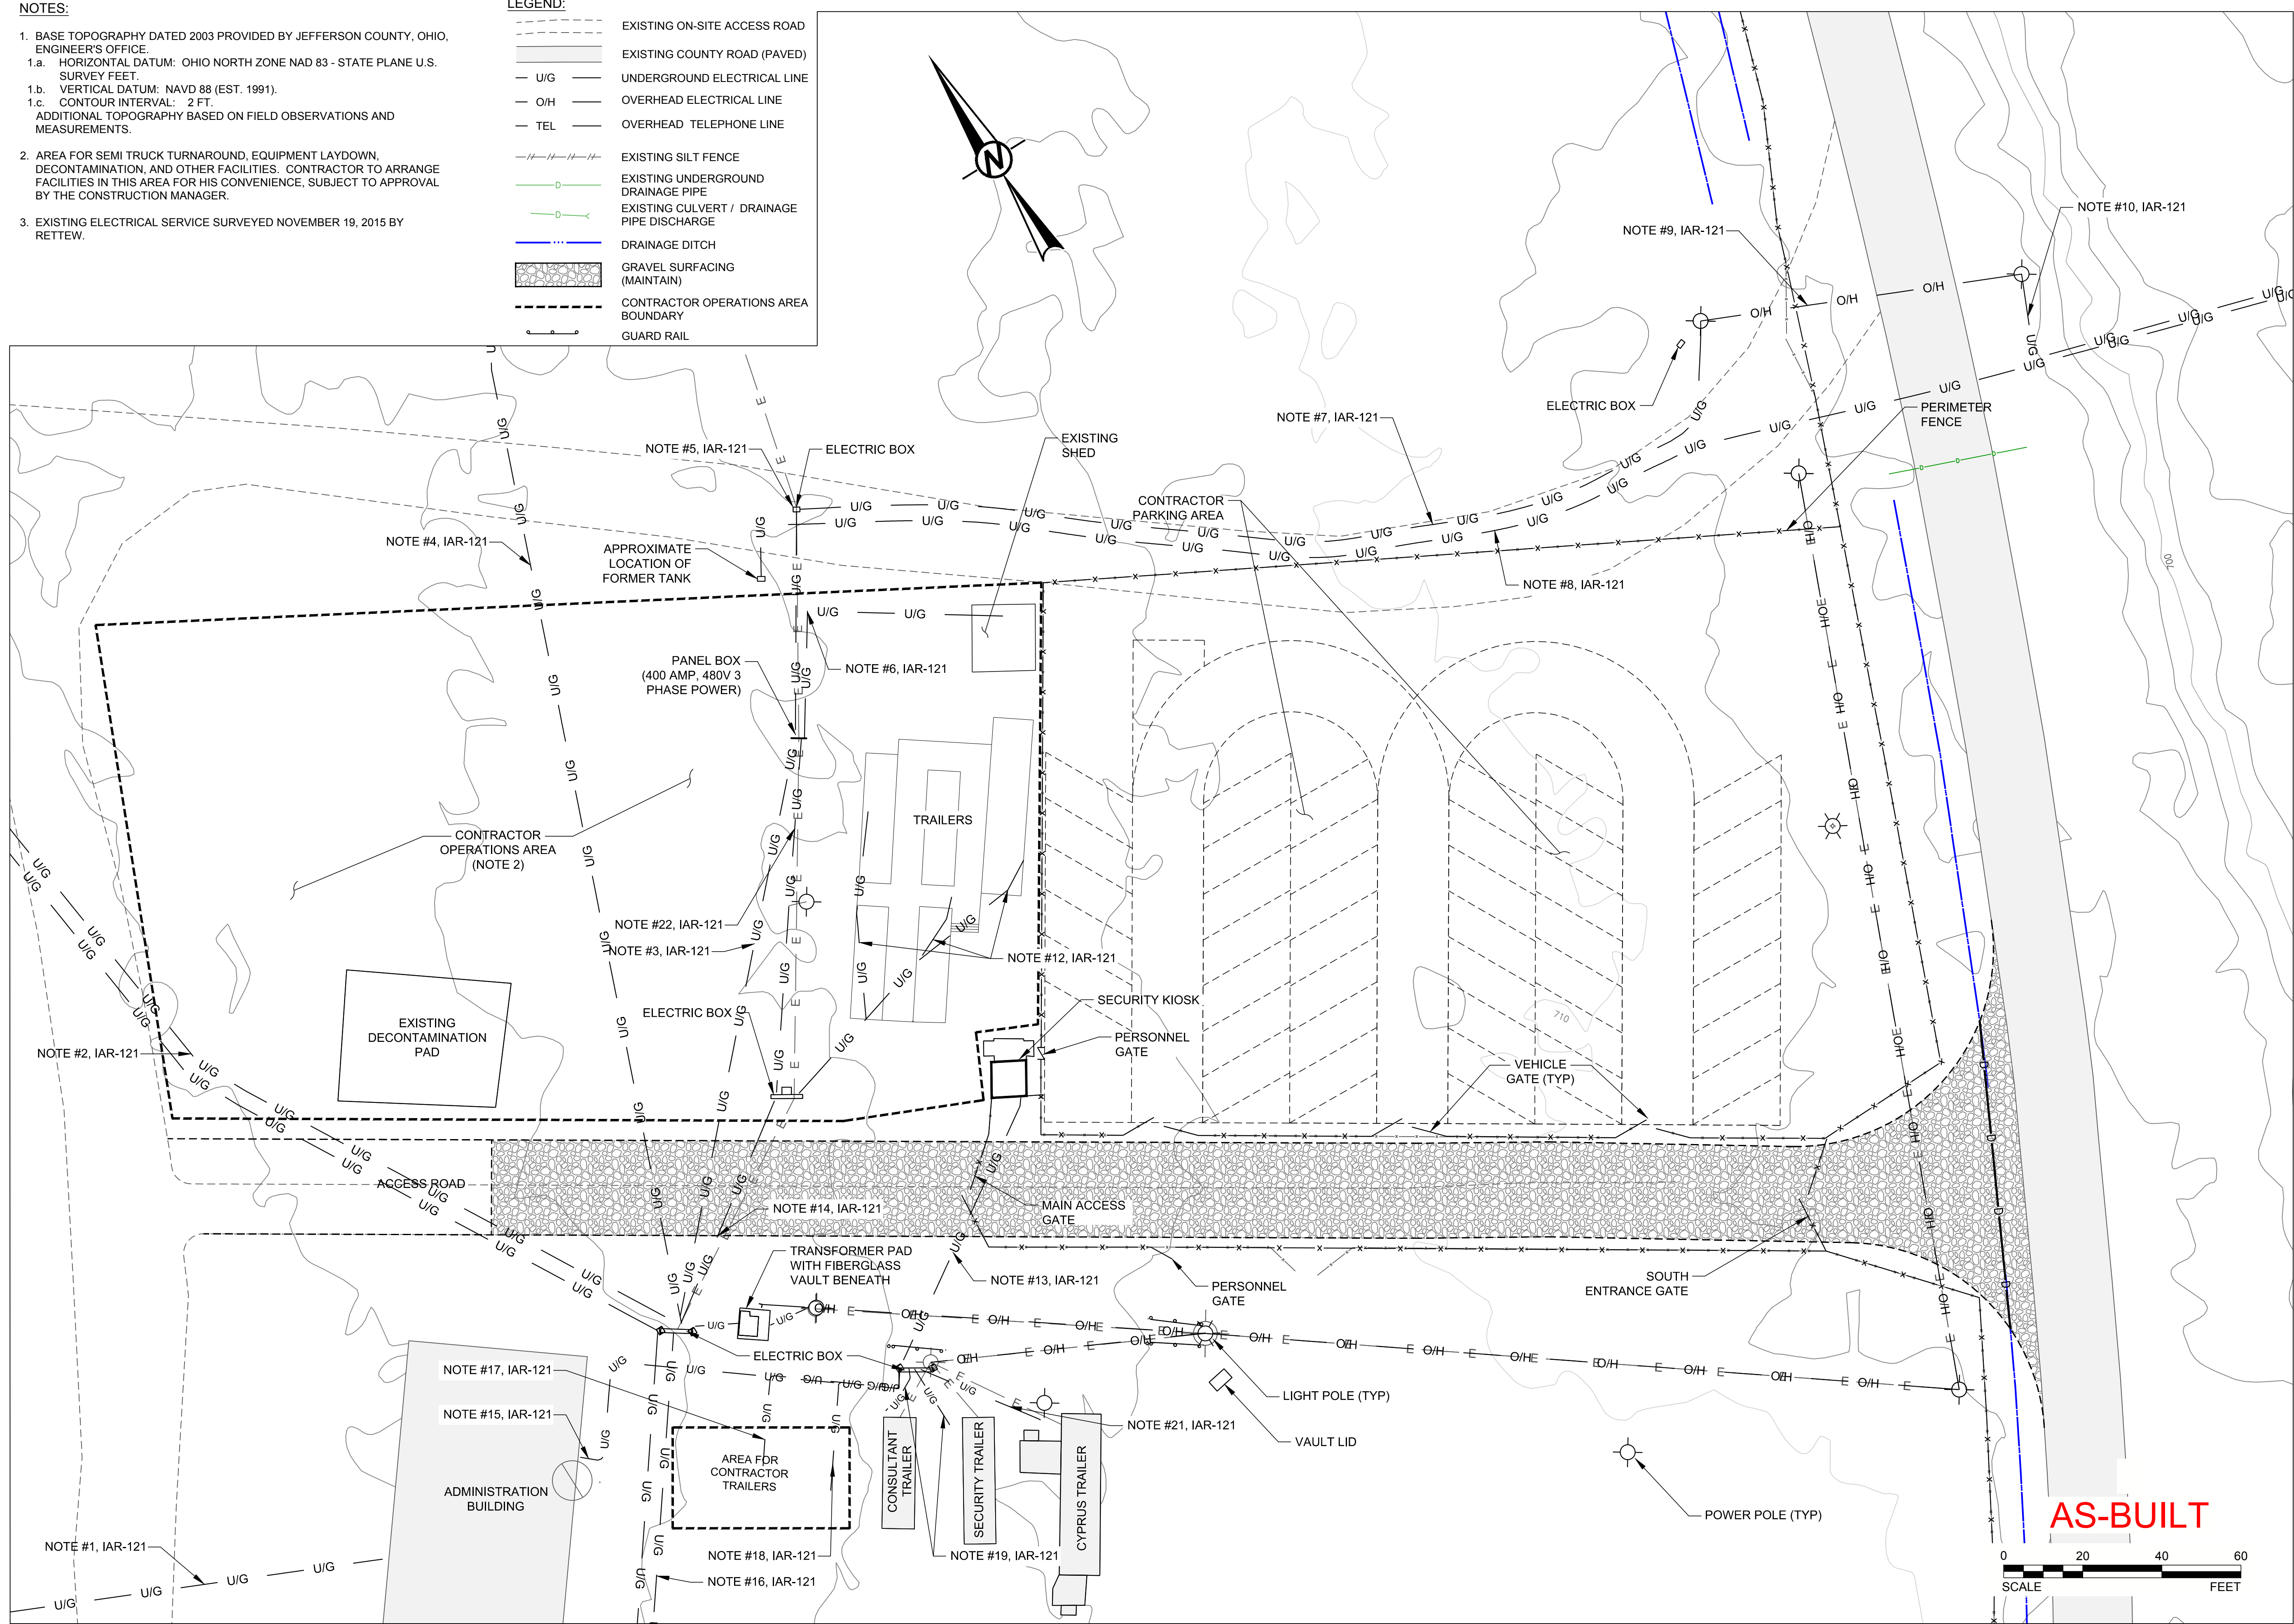 NOTES:
1. BASE TOPOGRAPHY DATED 2003 PROVIDED BY JEFFERSON COUNTY, OHIO,
ENGINEER'S OFFICE.
1.a. HORIZONTAL DATUM: OHIO NORTH ZONE NAD 83 - STATE PLANE U.S.
SURVEY FEET.
1.b. VERTICAL DATUM: NAVD 88 (EST. 1991).
1.c. CONTOUR INTERVAL: 2 FT.
ADDITIONAL TOPOGRAPHY BASED ON FIELD OBSERVATIONS AND
MEASUREMENTS.
2. AREA FOR SEMI TRUCK TURNAROUND, EQUIPMENT LAYDOWN,
DECONTAMINATION, AND OTHER FACILITIES. CONTRACTOR TO ARRANGE
FACILITIES IN THIS AREA FOR HIS CONVENIENCE, SUBJECT TO APPROVAL
BY THE CONSTRUCTION MANAGER.
3. EXISTING ELECTRICAL SERVICE SURVEYED NOVEMBER 19, 2015 BY
RETTEW.
LEGEND:
EXISTING ON-SITE ACCESS ROAD
EXISTING COUNTY ROAD (PAVED)
U/G UNDERGROUND ELECTRICAL LINE
O/H OVERHEAD ELECTRICAL LINE
TEL OVERHEAD TELEPHONE LINE
EXISTING SILT FENCE
D EXISTING UNDERGROUND
DRAINAGE PIPE
D EXISTING CULVERT / DRAINAGE
PIPE DISCHARGE
DRAINAGE DITCH
GRAVEL SURFACING
(MAINTAIN)
CONTRACTOR OPERATIONS AREA
BOUNDARY
GUARD RAIL
N
NOTE #10, IAR-121
NOTE #9, IAR-121
O/H
O/H
O/H
U/G
ELECTRIC BOX
PERIMETER
FENCE
NOTE #7, IAR-121
NOTE #8, IAR-121
700
EXISTING
SHED
NOTE #5, IAR-121
ELECTRIC BOX
CONTRACTOR
PARKING AREA
NOTE #4, IAR-121
APPROXIMATE
LOCATION OF
FORMER TANK
PANEL BOX
(400 AMP, 480V 3
PHASE POWER)
NOTE #6, IAR-121
TRAILERS
CONTRACTOR
OPERATIONS AREA
(NOTE 2)
NOTE #22, IAR-121
NOTE #3, IAR-121
NOTE #12, IAR-121
ELECTRIC BOX
SECURITY KIOSK
PERSONNEL
GATE
710
VEHICLE
GATE (TYP)
EXISTING
DECONTAMINATION
PAD
NOTE #2, IAR-121
ACCESS ROAD
NOTE #14, IAR-121
MAIN ACCESS
GATE
TRANSFORMER PAD
WITH FIBERGLASS
VAULT BENEATH
NOTE #13, IAR-121
PERSONNEL
GATE
SOUTH
ENTRANCE GATE
ELECTRIC BOX
NOTE #17, IAR-121
NOTE #15, IAR-121
LIGHT POLE (TYP)
NOTE #21, IAR-121
VAULT LID
AREA FOR
CONTRACTOR
TRAILERS
CONSULTANT
TRAILER
SECURITY TRAILER
CYPRUS TRAILER
ADMINISTRATION
BUILDING
POWER POLE (TYP)
NOTE #1, IAR-121
NOTE #18, IAR-121
NOTE #19, IAR-121
NOTE #16, IAR-121
AS-BUILT
0 20 40 60
SCALE FEET